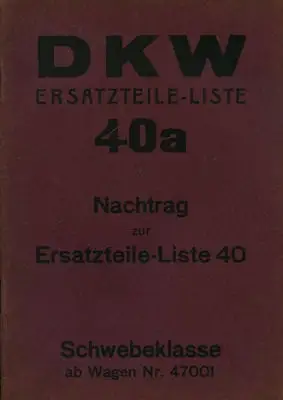 DKW
ERSATZTEILE-LISTE
40a
Nachtrag
zur
Ersatzteile-Liste 40
Schwebeklasse
ab Wagen Nr. 47001